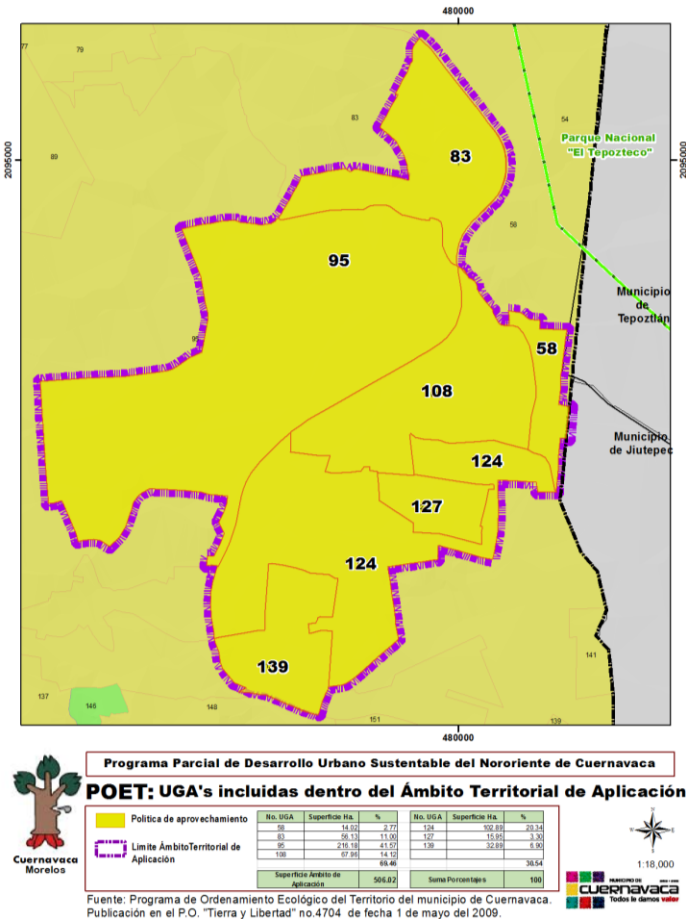 480000
77
79
83
54
83
Parque Nacional
"El Tepozteco"
2095000
2095000
89
58
95
Municipio
de
Tepoztlán
95
58
108
Municipio
de Jiutepec
124
127
124
141
139
137
146
148
151
139
480000
Programa Parcial de Desarrollo Urbano Sustentable del Nororiente de Cuernavaca
POET: UGA's incluidas dentro del Ámbito Territorial de Aplicación
Cuernavaca
Morelos
Politica de aprovechamiento
Limite ÁmbitoTerritorial de
Aplicación
No. UGA Superficie Ha. %
58 14.02 2.77
83 56.13 11.00
95 216.18 41.57
108 67.96 14.12
69.46
Superficie Ámbito de
Aplicación
506.02
No. UGA Superficie Ha. %
124 102.89 20.34
127 15.95 3.30
139 32.89 6.90
30.54
Suma Porcentajes 100
1:18,000
MUNICIPIO DE
CUERNAVACA
Todos le damos valor
Fuente: Programa de Ordenamiento Ecológico del Territorio del municipio de Cuernavaca.
Publicación en el P.O. "Tierra y Libertad" no.4704 de fecha 1 de mayo del 2009.